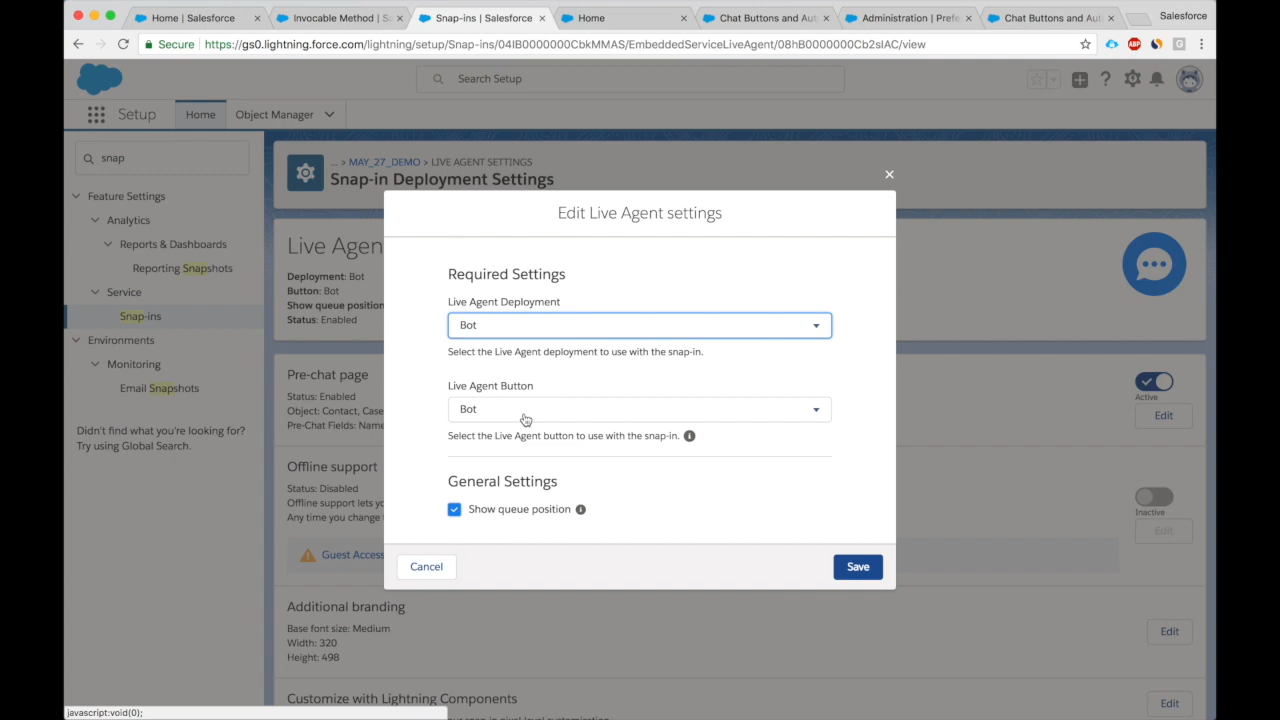 Home | Salesforce
Invocable Method | Sa
Snap-ins | Salesforce
Home
Chat Buttons and Aut
Administration | Prefe
Chat Buttons and Aut
Salesforce
Secure
https://gs0.lightning.force.com/lightning/setup/Snap-ins/04IB0000000CbkMMAS/EmbeddedServiceLiveAgent/08hB0000000Cb2sIAC/view
ABP
G
Search Setup
Setup
Home
Object Manager
snap
Feature Settings
Analytics
Reports & Dashboards
Reporting Snapshots
Service
Snap-ins
Environments
Monitoring
Email Snapshots
Didn't find what you're looking for?
Try using Global Search.
... > MAY_27_DEMO > LIVE AGENT SETTINGS
Snap-in Deployment Settings
Live Agen
Deployment: Bot
Button: Bot
Show queue position
Status: Enabled
Pre-chat page
Status: Enabled
Object: Contact, Case
Pre-Chat Fields: Name
Active
Edit
Offline support
Status: Disabled
Offline support lets yo
Any time you change t
Inactive
Edit
Guest Access
Additional branding
Base font size: Medium
Width: 320
Height: 498
Edit
Customize with Lightning Components
Edit
Edit Live Agent settings
Required Settings
Live Agent Deployment
Bot
Select the Live Agent deployment to use with the snap-in.
Live Agent Button
Bot
Select the Live Agent button to use with the snap-in.
General Settings
Show queue position
Cancel
Save
javascript:void(0);